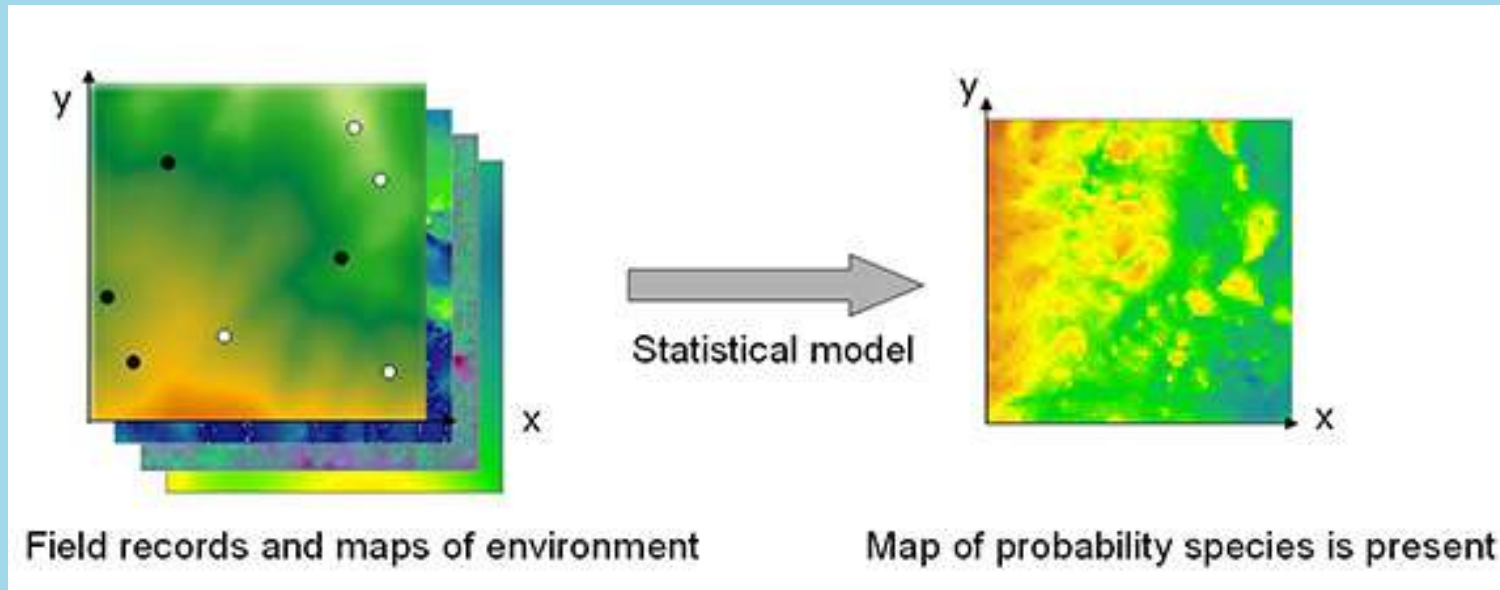 y
x
Field records and maps of environment
Statistical model
y
x
Map of probability species is present